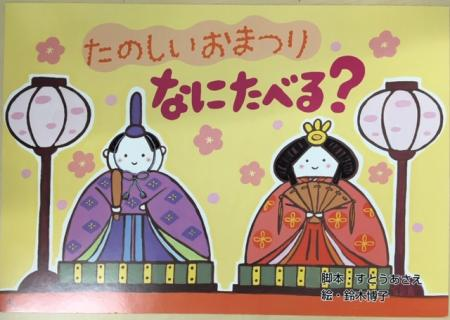 たのしいおまつり
なにたべる?
脚本：すとうあさえ
絵・鈴木博子